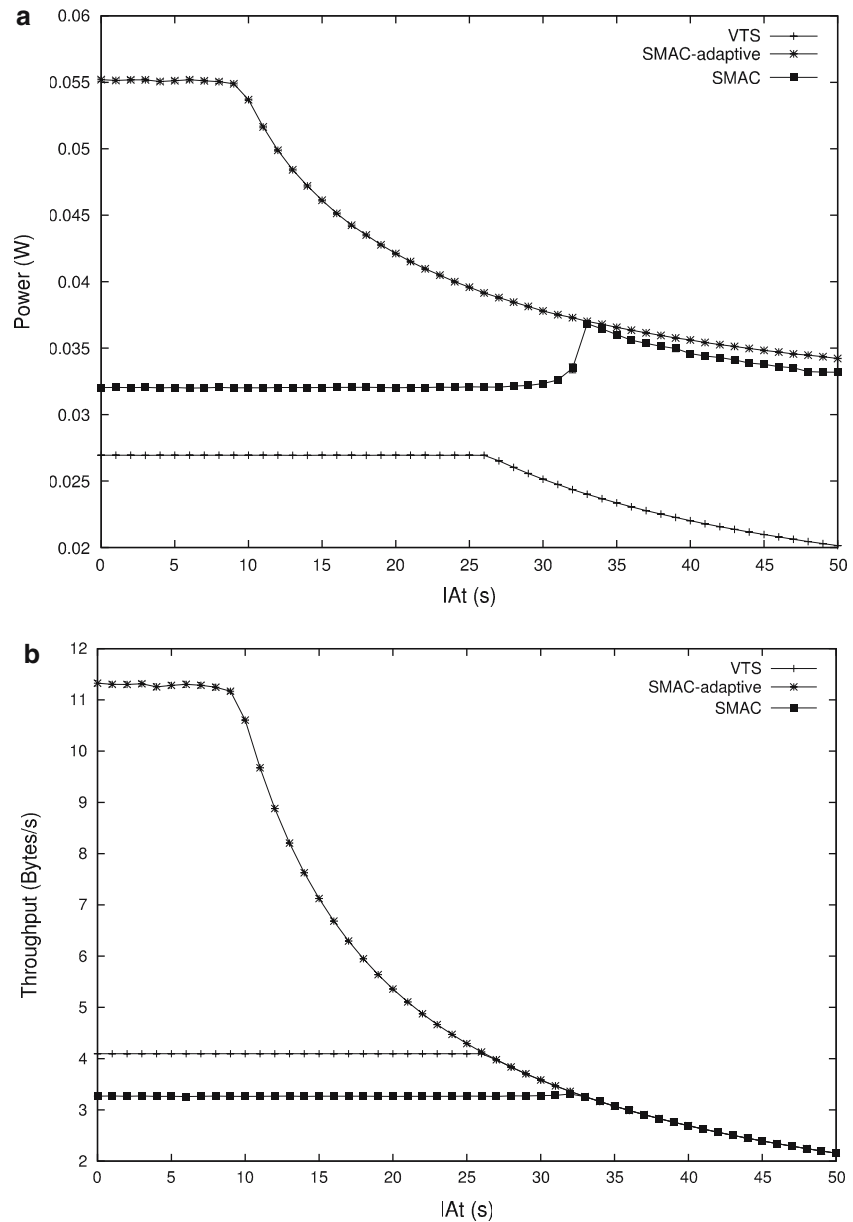 a
0.06
0.055
0.05
0.045
0.04
0.035
0.03
0.025
0.02
Power (W)
VTS
SMAC-adaptive
SMAC
0 5 10 15 20 25 30 35 40 45 50
IAt (s)
b
12
11
10
9
8
7
6
5
4
3
2
Throughput (Bytes/s)
VTS
SMAC-adaptive
SMAC
0 5 10 15 20 25 30 35 40 45 50
IAt (s)